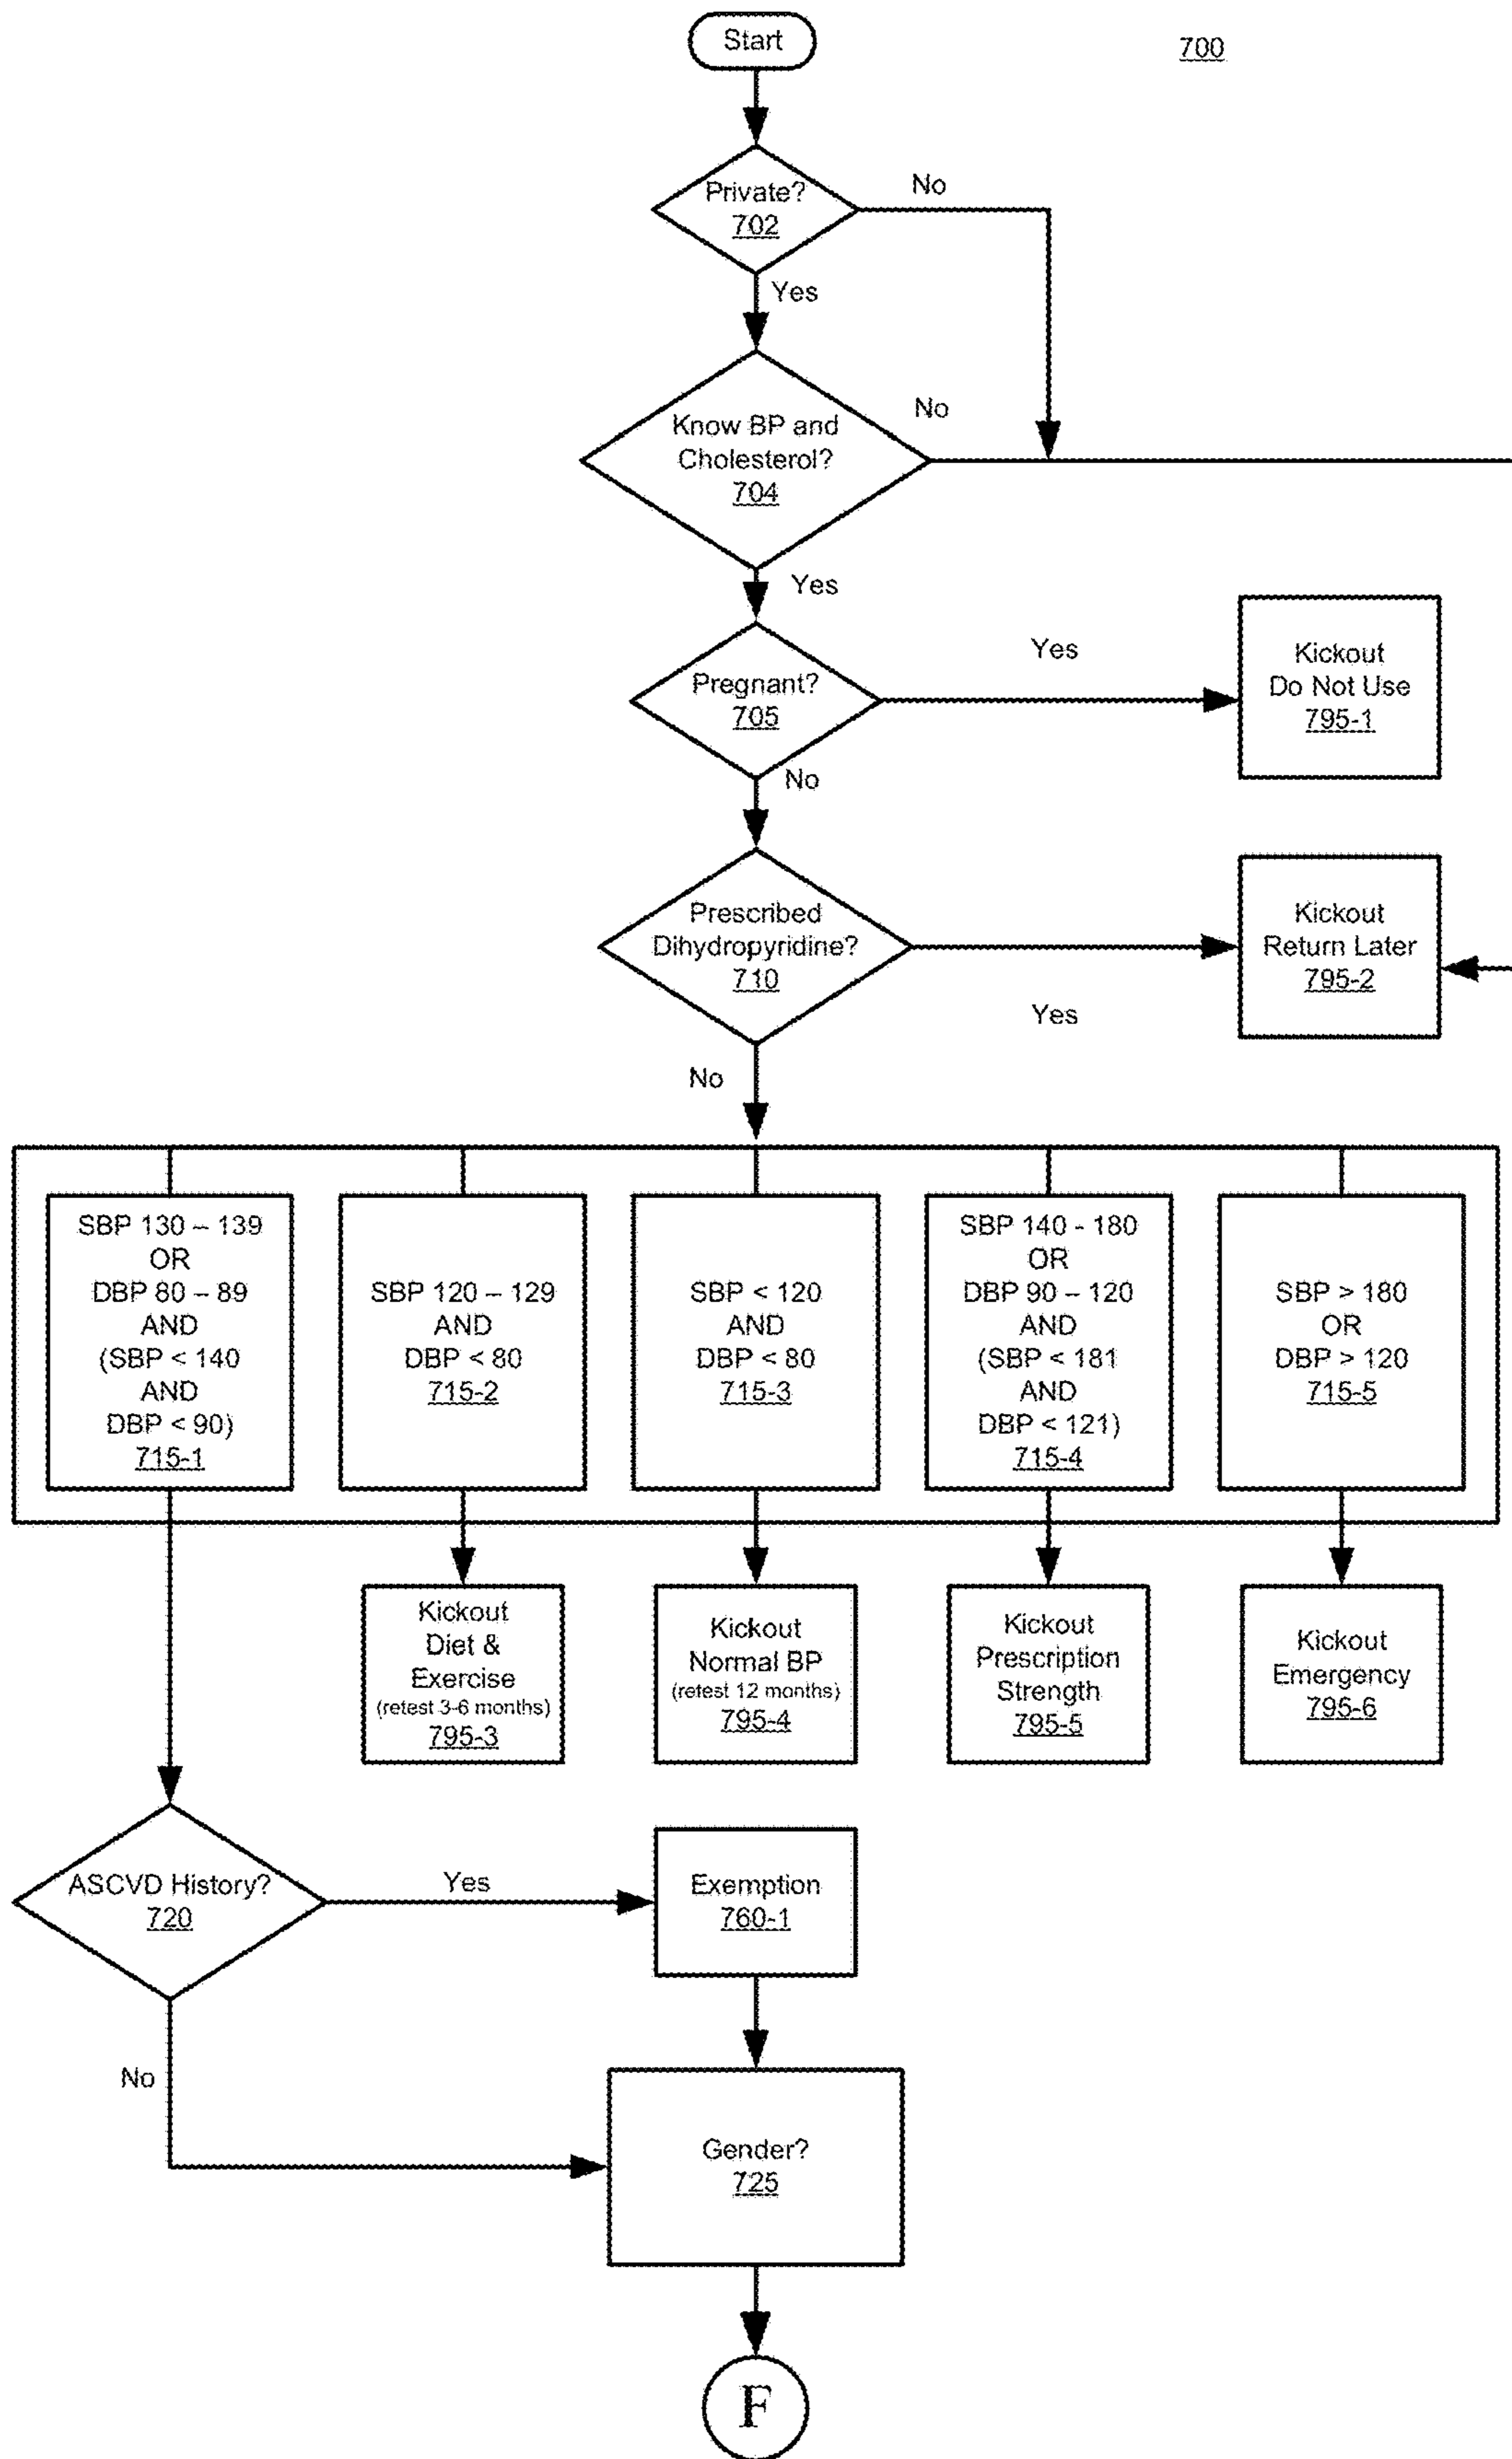 Start
700
Private?
702
No
Yes
Know BP and
Cholesterol?
704
No
Yes
Pregnant?
705
Yes
Kickout
Do Not Use
795-1
No
Prescribed
Dihydropyridine?
710
Yes
Kickout
Return Later
795-2
No
SBP 130 – 139
OR
DBP 80 – 89
AND
(SBP < 140
AND
DBP < 90)
715-1
SBP 120 – 129
AND
DBP < 80
715-2
SBP < 120
AND
DBP < 80
715-3
SBP 140 - 180
OR
DBP 90 – 120
AND
(SBP < 181
AND
DBP < 121)
715-4
SBP > 180
OR
DBP > 120
715-5
Kickout
Diet &
Exercise
(retest 3-6 months)
795-3
Kickout
Normal BP
(retest 12 months)
795-4
Kickout
Prescription
Strength
795-5
Kickout
Emergency
795-6
ASCVD History?
720
Yes
Exemption
760-1
No
Gender?
725
F